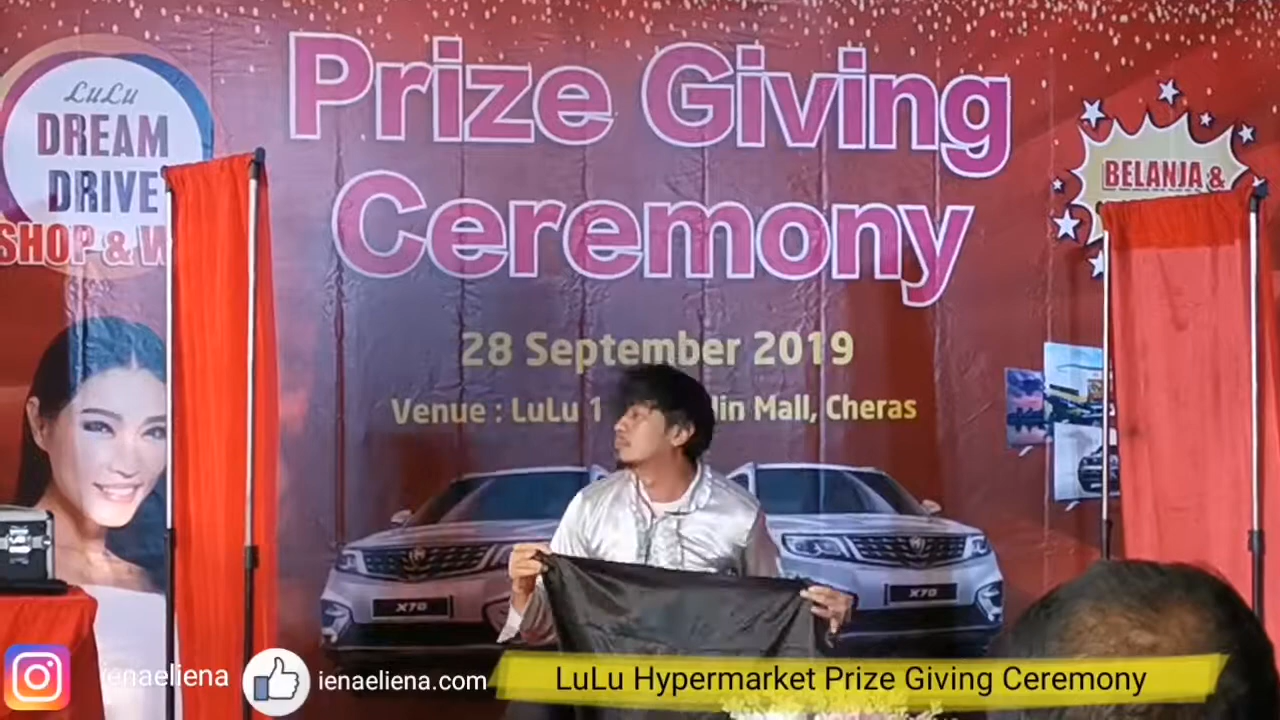 Prize Giving
Ceremony
LuLu
DREAM
DRIVE
SHOP & W
BELANJA &
28 September 2019
Venue : LuLu 1 lin Mall, Cheras
X70
X70
ienaeliena
ienaeliena.com
LuLu Hypermarket Prize Giving Ceremony